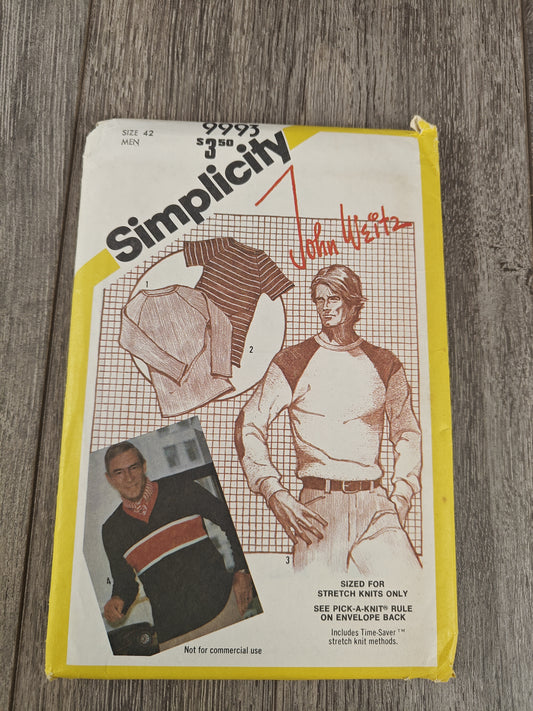 SIZE 42
MEN
9993
$3.50
Simplicity
John Weitz
1
2
3
4
SIZED FOR
STRETCH KNITS ONLY
SEE PICK-A-KNIT® RULE
ON ENVELOPE BACK
Includes Time-Saver™
stretch knit methods.
Not for commercial use